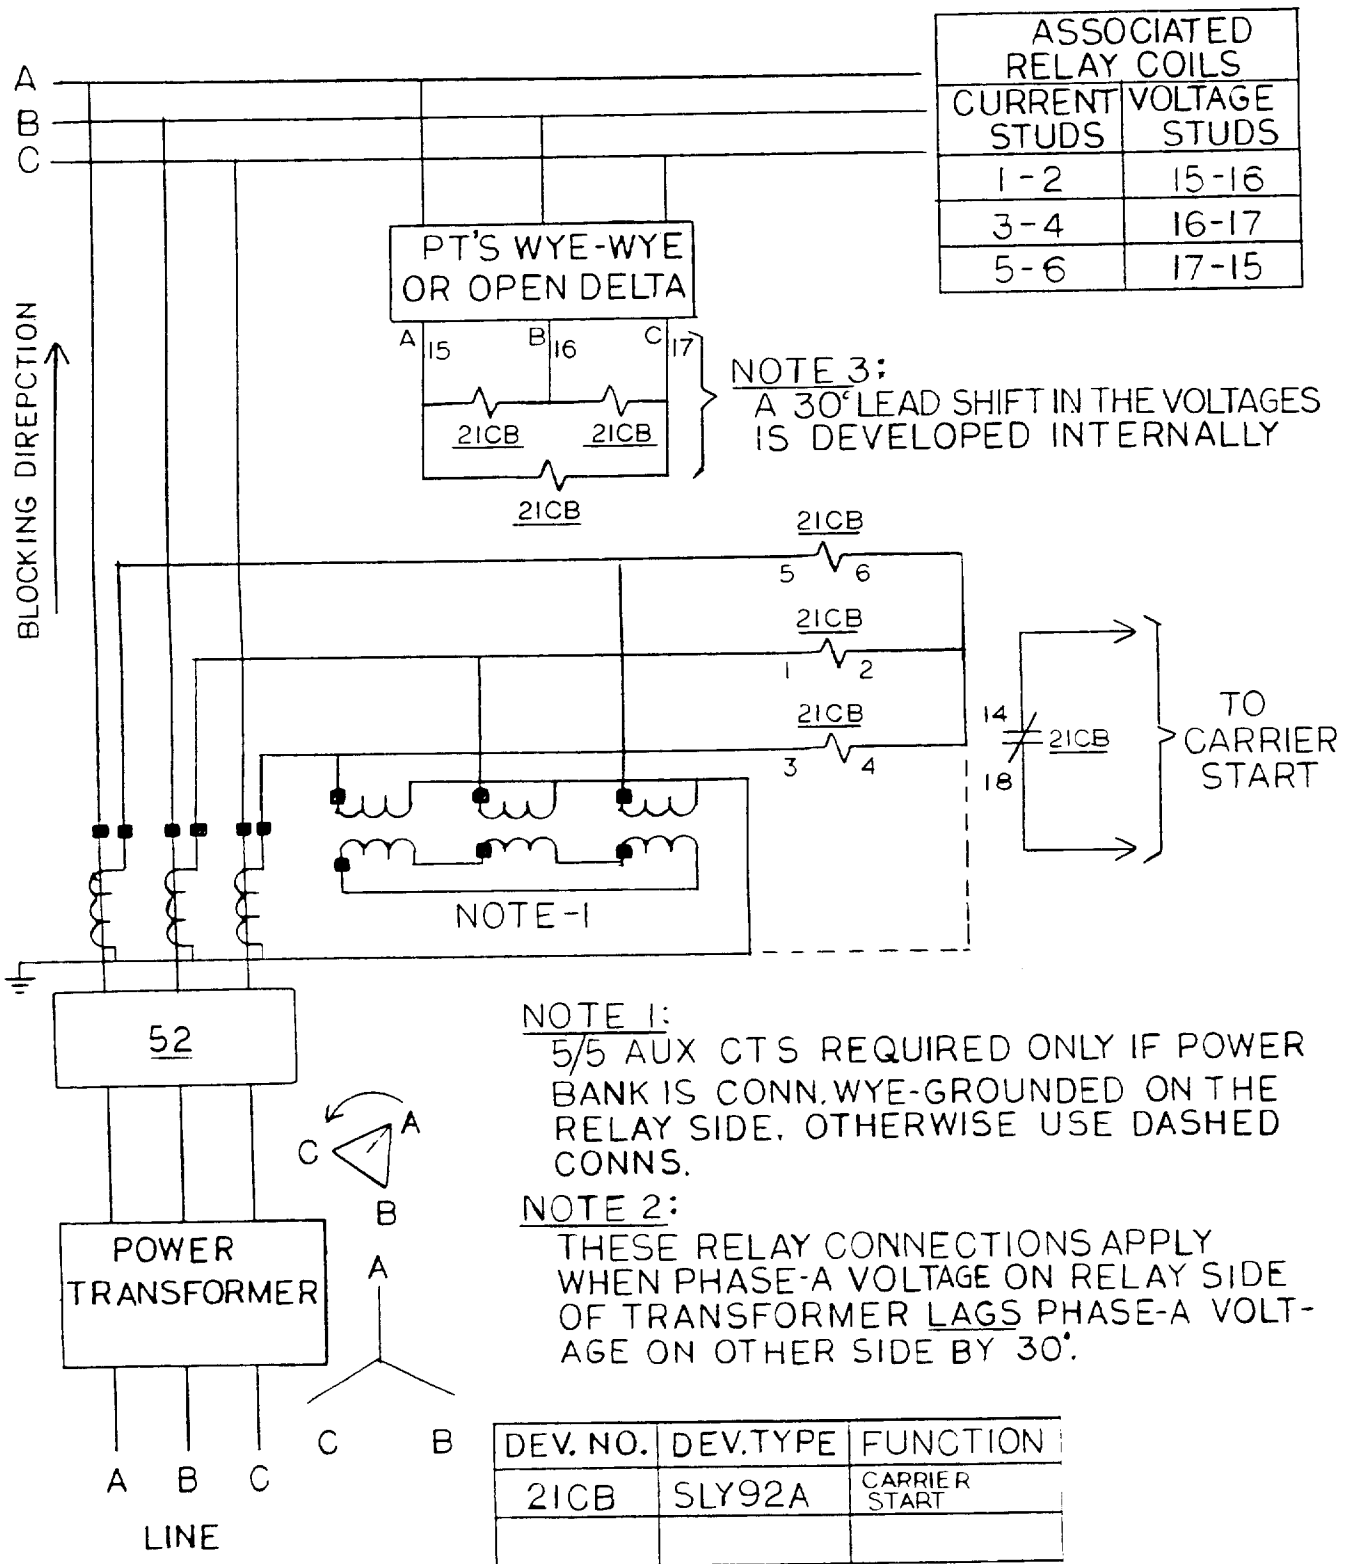 ASSOCIATED
RELAY COILS
CURRENT STUDS
VOLTAGE STUDS
1-2 15-16
3-4 16-17
5-6 17-15
A
B
C
PT'S WYE-WYE
OR OPEN DELTA
A 15 B 16 C 17
21CB 21CB
21CB
NOTE 3:
A 30° LEAD SHIFT IN THE VOLTAGES
IS DEVELOPED INTERNALLY
BLOCKING DIREPCTION
21CB
5 6
21CB
1 2
21CB
3 4
14
21CB
18
TO
CARRIER
START
NOTE-1
52
NOTE 1:
5/5 AUX CTS REQUIRED ONLY IF POWER
BANK IS CONN. WYE-GROUNDED ON THE
RELAY SIDE. OTHERWISE USE DASHED
CONNS.
NOTE 2:
THESE RELAY CONNECTIONS APPLY
WHEN PHASE-A VOLTAGE ON RELAY SIDE
OF TRANSFORMER LAGS PHASE-A VOLT-
AGE ON OTHER SIDE BY 30°.
A
C
B
POWER
TRANSFORMER
A
C B
A B C
LINE
DEV. NO. DEV. TYPE FUNCTION
21CB SLY92A CARRIER START